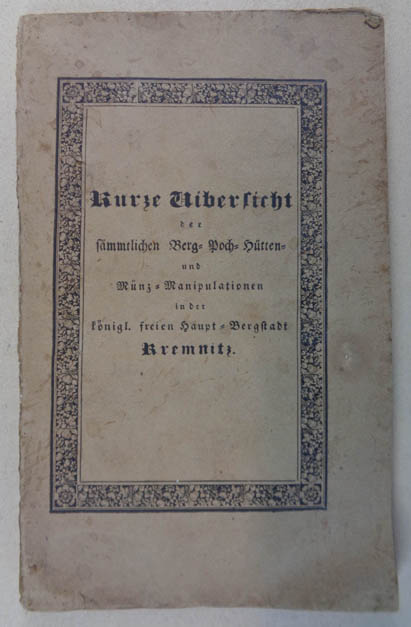 Kurze Uibersicht
der
sämmtlichen Berg- Poch- Hütten-
und
Münz-Manipulationen
in der
königl. freien Haupt-Bergstadt
Kremnitz.